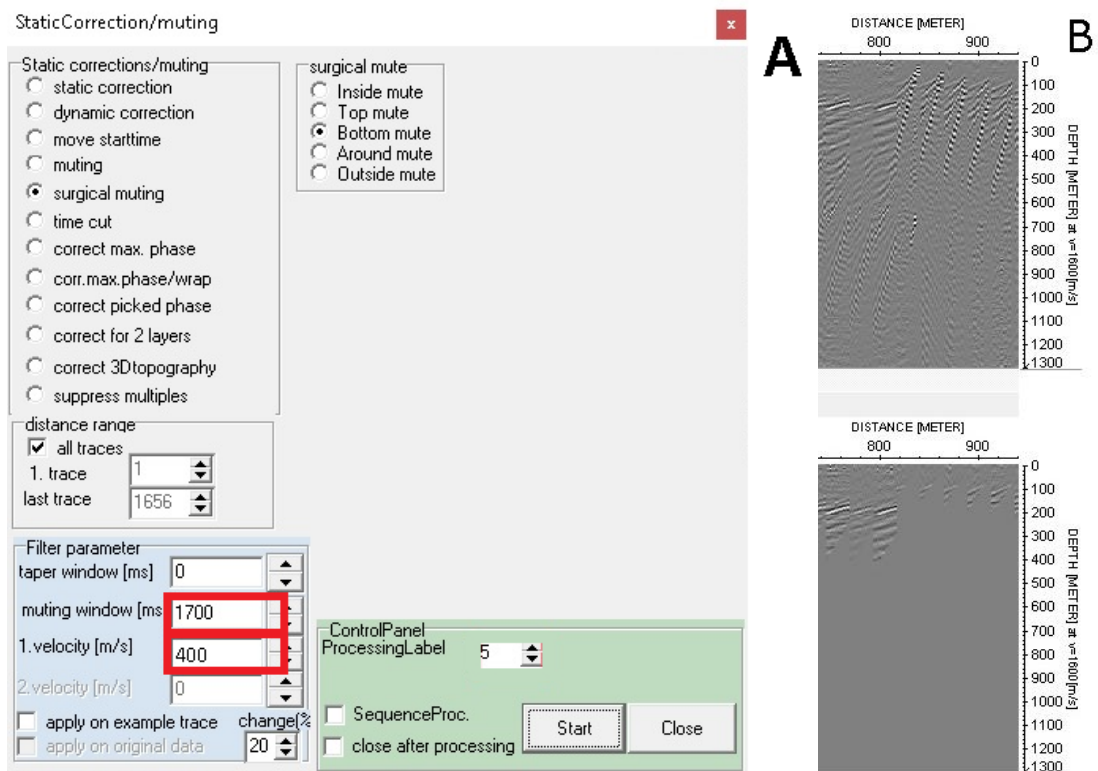 StaticCorrection/muting
x
Static corrections/muting
static correction
dynamic correction
move starttime
muting
surgical muting
time cut
correct max. phase
corr.max.phase/wrap
correct picked phase
correct for 2 layers
correct 3Dtopography
suppress multiples
surgical mute
Inside mute
Top mute
Bottom mute
Around mute
Outside mute
distance range
all traces
1. trace 1
last trace 1656
Filter parameter
taper window [ms] 0
muting window [ms 1700
1.velocity [m/s] 400
2.velocity [m/s] 0
apply on example trace change(%
apply on original data 20
ControlPanel
ProcessingLabel 5
SequenceProc.
close after processing
Start
Close
A
B
DISTANCE [METER]
800 900
0
100
200
300
400
500
600
700
800
900
1000
1100
1200
1300
DEPTH [METER] at v=1600[m/s]
DISTANCE [METER]
800 900
0
100
200
300
400
500
600
700
800
900
1000
1100
1200
1300
DEPTH [METER] at v=1600[m/s]